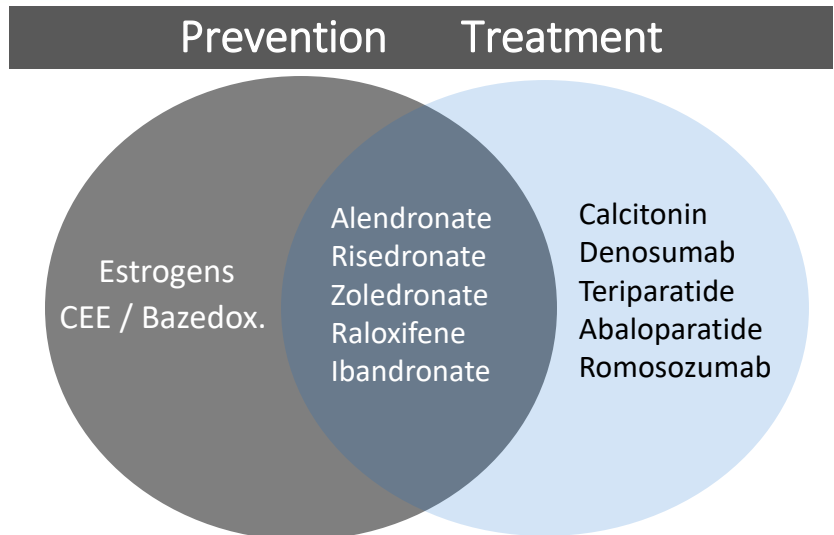 Prevention Treatment
Estrogens
CEE / Bazedox.
Alendronate
Risedronate
Zoledronate
Raloxifene
Ibandronate
Calcitonin
Denosumab
Teriparatide
Abaloparatide
Romosozumab